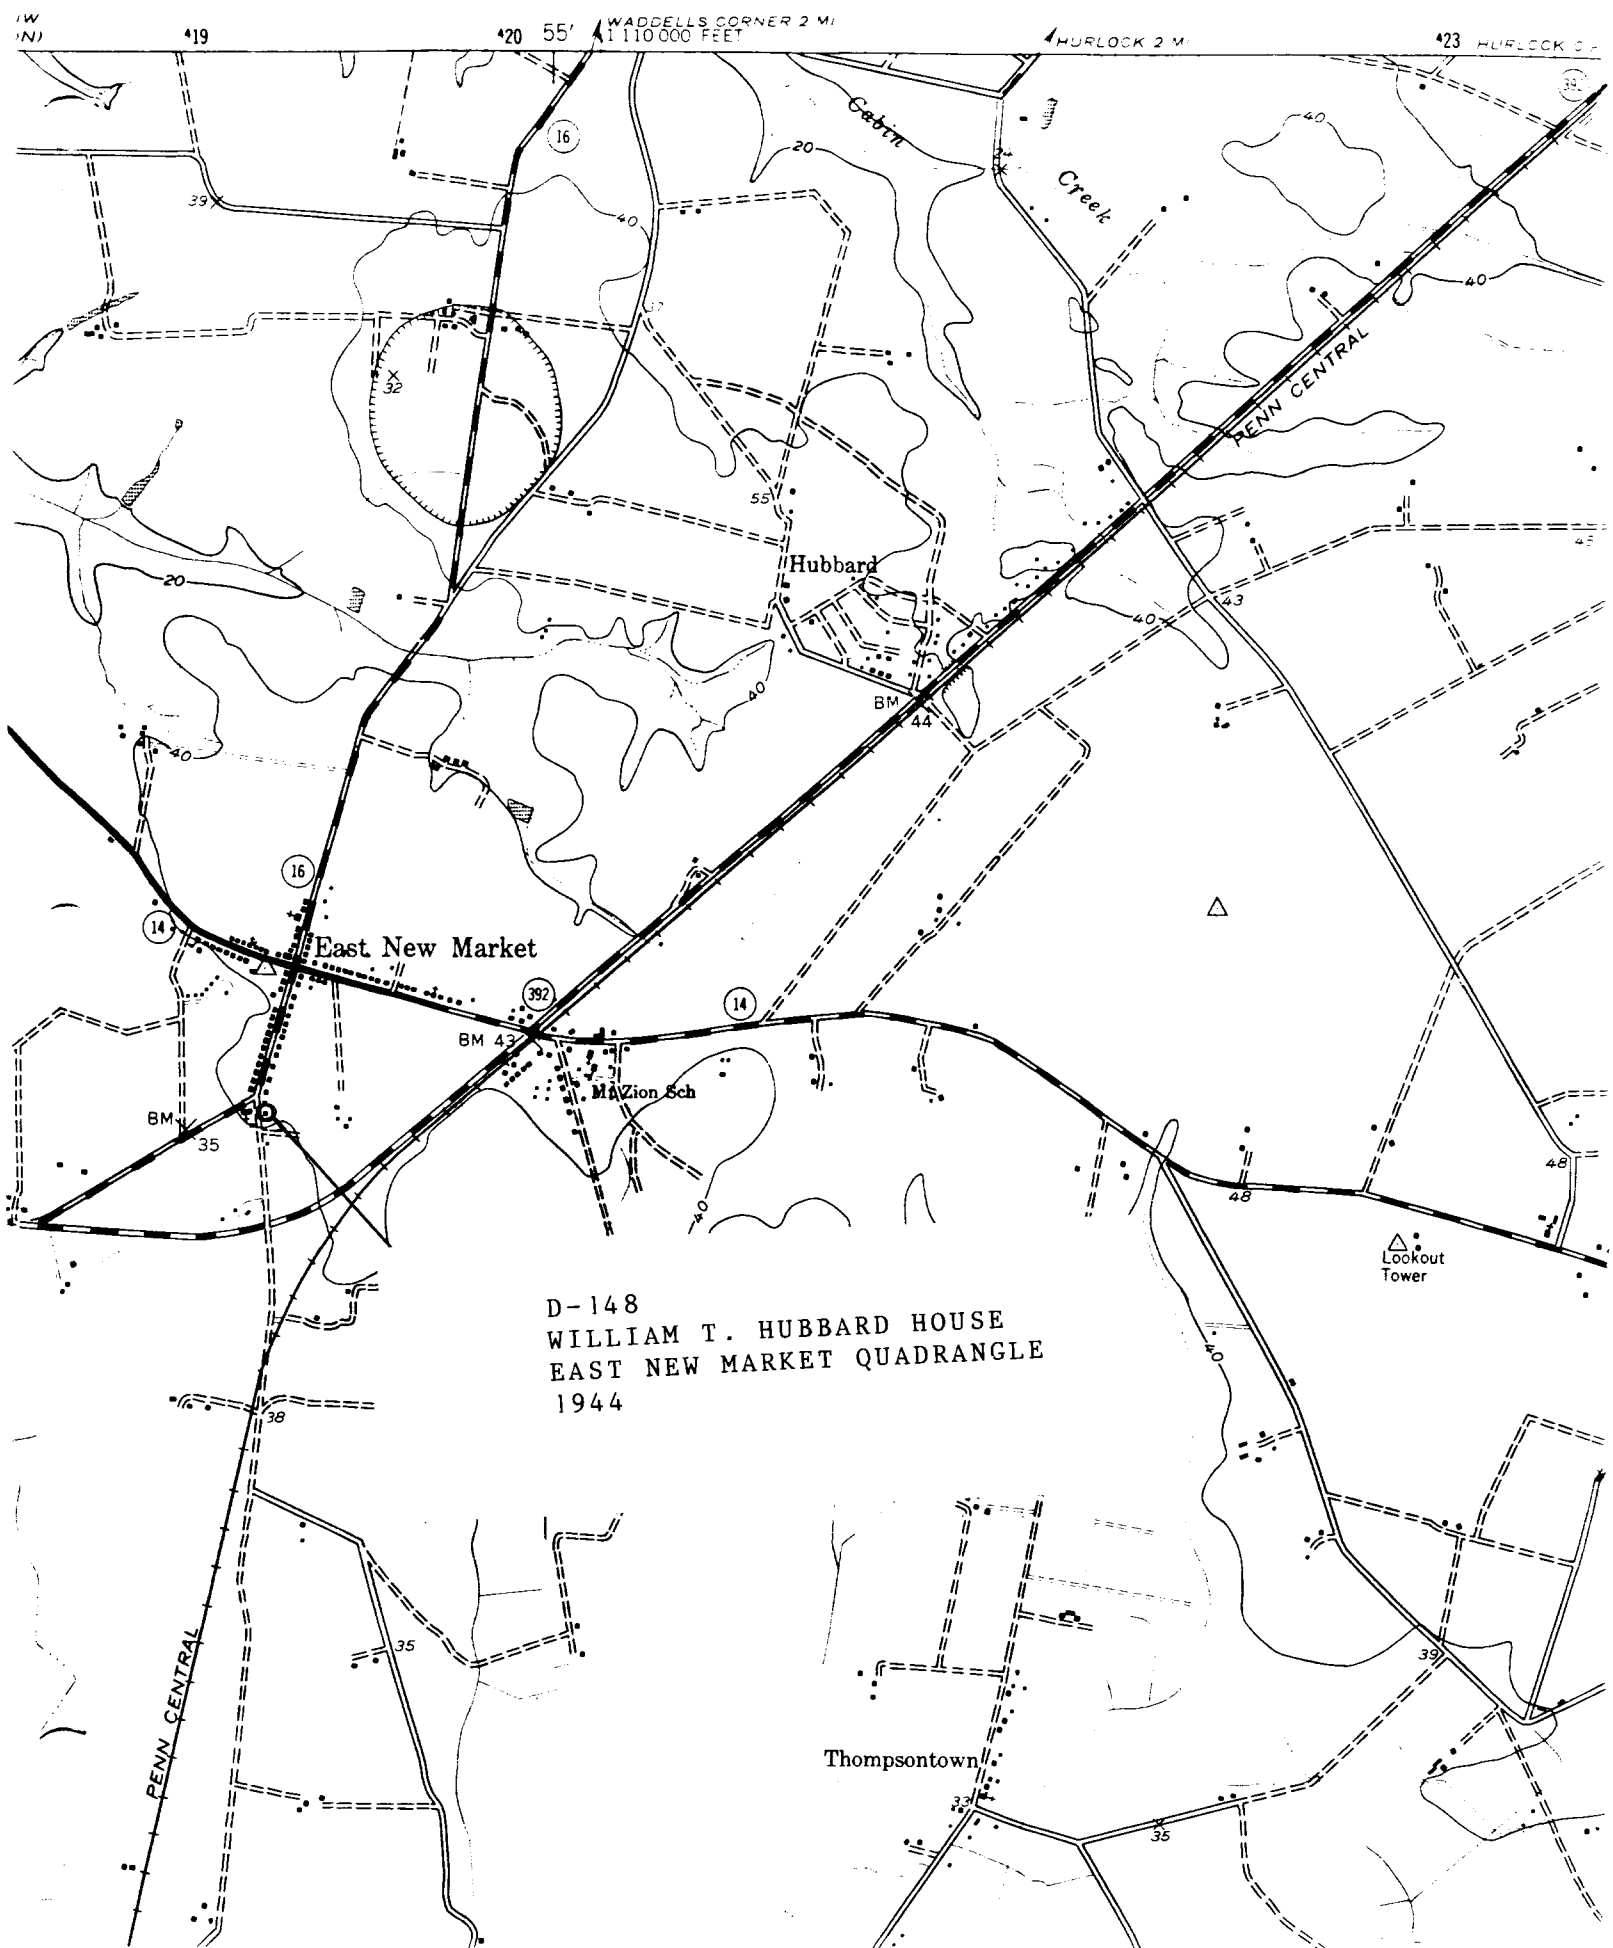 WADDELLS CORNER 2 MI
419
420
55'
1 110 000 FEET
HURLOCK 2 MI
423
HURLOCK
16
Cabin
40
20
24
Creek
39
40
40
PENN CENTRAL
32
55
45
Hubbard
20
43
40
40
BM
44
40
16
14
East New Market
392
14
BM 43
Mt Zion Sch
BM
35
48
48
40
Lookout
Tower
D-148
WILLIAM T. HUBBARD HOUSE
EAST NEW MARKET QUADRANGLE
1944
40
38
35
39
PENN CENTRAL
Thompsontown
33
35